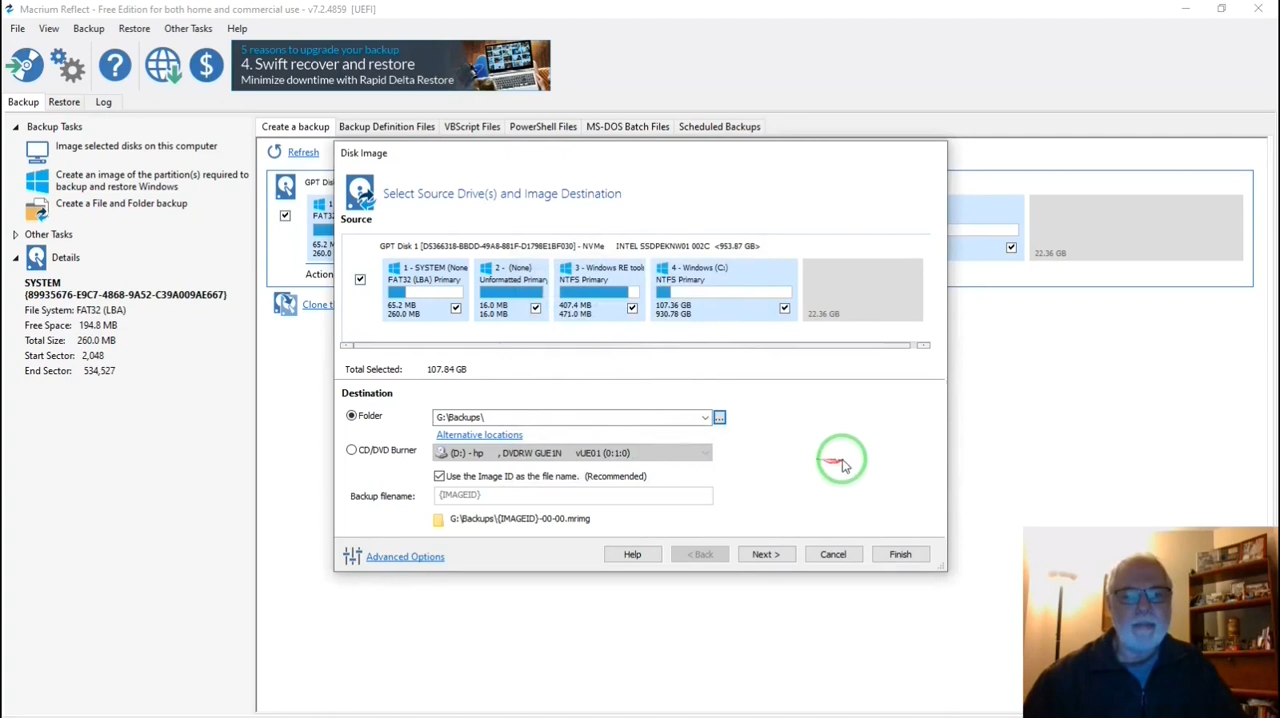 Macrium Reflect - Free Edition for both home and commercial use - v7.2.4859 [UEFI]
File View Backup Restore Other Tasks Help
5 reasons to upgrade your backup
4. Swift recover and restore
Minimize downtime with Rapid Delta Restore
Backup Restore Log
Backup Tasks
Image selected disks on this computer
Create an image of the partition(s) required to
backup and restore Windows
Create a File and Folder backup
Other Tasks
Details
SYSTEM
{89935676-E9C7-4868-9A52-C39A009AE667}
File System: FAT32 (LBA)
Free Space: 194.8 MB
Total Size: 260.0 MB
Start Sector: 2,048
End Sector: 534,527
Create a backup Backup Definition Files VBScript Files PowerShell Files MS-DOS Batch Files Scheduled Backups
Refresh
GPT Dis
1
FAT32
65.2 M
260.0
Action
Clone t
22.36 GB
Disk Image
Select Source Drive(s) and Image Destination
Source
GPT Disk 1 [D5366318-BBDD-49A8-881F-D1798E1BF030] - NVMe INTEL SSDPEKNW01 002C <953.87 GB>
1 - SYSTEM (None
FAT32 (LBA) Primary
65.2 MB
260.0 MB
2 - (None)
Unformatted Primary
16.0 MB
16.0 MB
3 - Windows RE tools
NTFS Primary
407.4 MB
471.0 MB
4 - Windows (C:)
NTFS Primary
107.36 GB
930.78 GB
22.36 GB
Total Selected: 107.84 GB
Destination
Folder G:\Backups\ ...
Alternative locations
CD/DVD Burner (D:) - hp , DVDRW GUE1N vUE01 (0:1:0)
Use the Image ID as the file name. (Recommended)
Backup filename: {IMAGEID}
G:\Backups\{IMAGEID}-00-00.mrimg
Advanced Options Help < Back Next > Cancel Finish